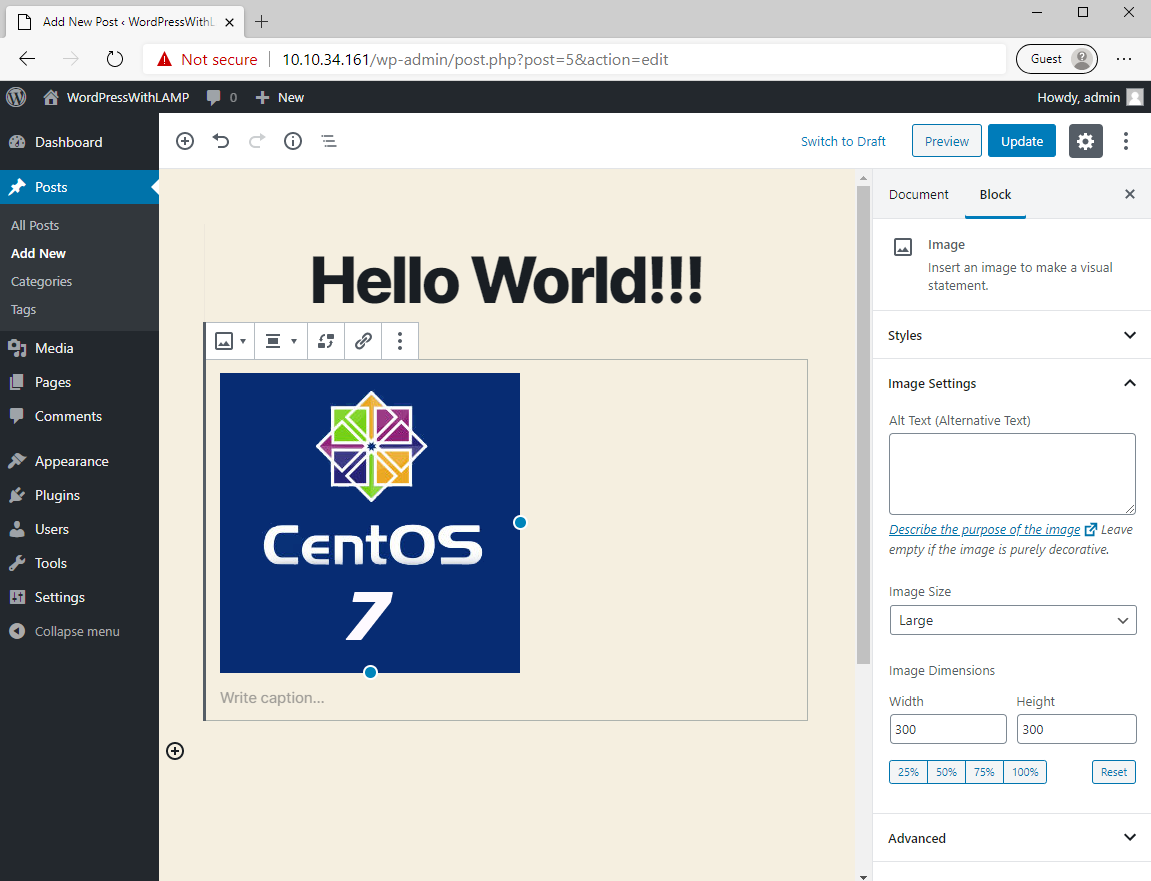 Add New Post ‹ WordPressWithL
Not secure 10.10.34.161/wp-admin/post.php?post=5&action=edit
Guest
WordPressWithLAMP 0 New
Howdy, admin
Dashboard
Posts
All Posts
Add New
Categories
Tags
Media
Pages
Comments
Appearance
Plugins
Users
Tools
Settings
Collapse menu
Switch to Draft Preview Update
Hello World!!!
CentOS
7
Write caption...
Document Block
Image
Insert an image to make a visual
statement.
Styles
Image Settings
Alt Text (Alternative Text)
Describe the purpose of the image Leave
empty if the image is purely decorative.
Image Size
Large
Image Dimensions
Width Height
300 300
25% 50% 75% 100% Reset
Advanced